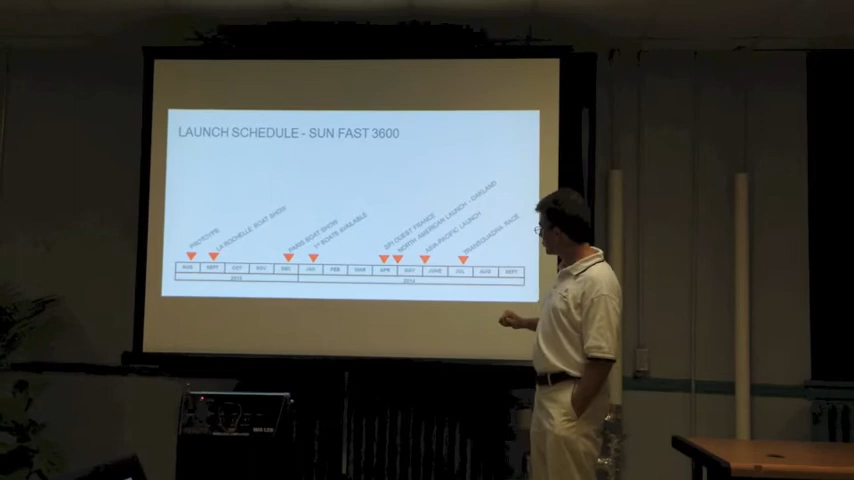 LAUNCH SCHEDULE - SUN FAST 3600
PROTOTYPE
LA ROCHELLE BOAT SHOW
PARIS BOAT SHOW
1st BOATS AVAILABLE
SPI OUEST FRANCE
NORTH AMERICAN LAUNCH - OAKLAND
ASIA-PACIFIC LAUNCH
TRANSQUADRA RACE
AUG SEPT OCT NOV DEC JAN FEB MAR APR MAY JUNE JUL AUG SEPT
2013 2014